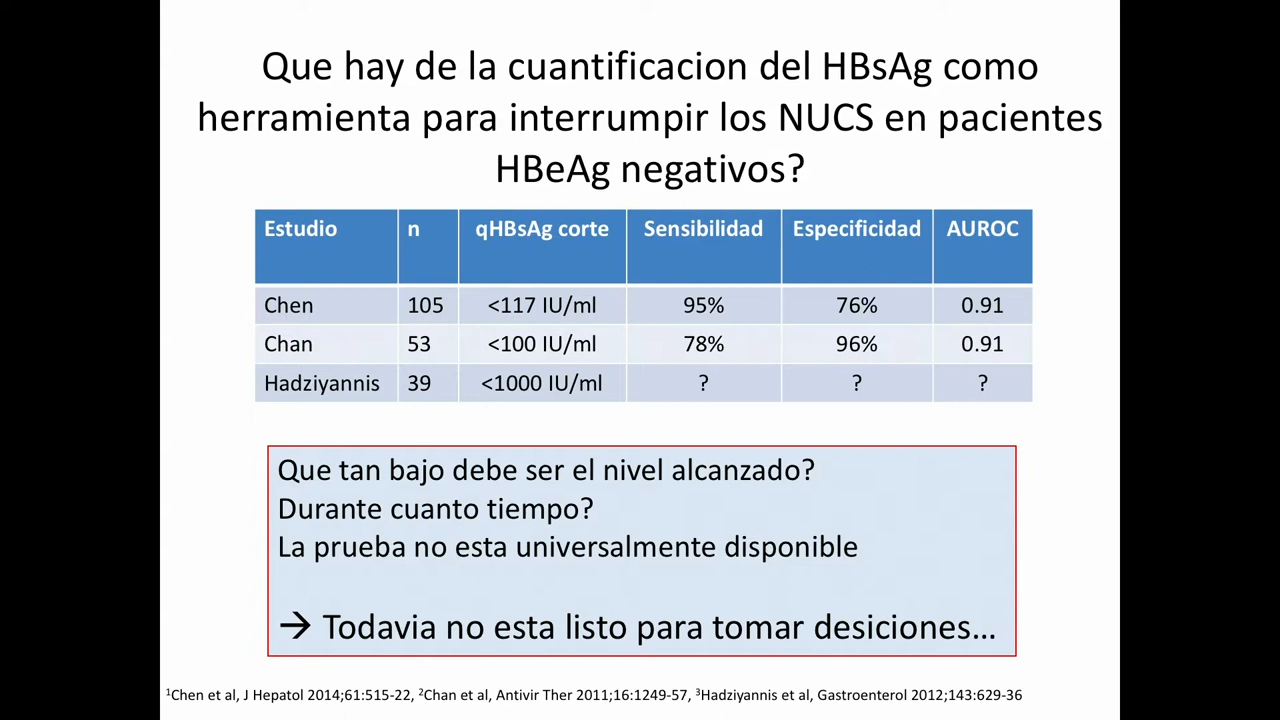 Que hay de la cuantificacion del HBsAg como
herramienta para interrumpir los NUCS en pacientes
HBeAg negativos?
Estudio n qHBsAg corte Sensibilidad Especificidad AUROC
Chen 105 <117 IU/ml 95% 76% 0.91
Chan 53 <100 IU/ml 78% 96% 0.91
Hadziyannis 39 <1000 IU/ml ? ? ?
Que tan bajo debe ser el nivel alcanzado?
Durante cuanto tiempo?
La prueba no esta universalmente disponible
→ Todavia no esta listo para tomar desiciones…
¹Chen et al, J Hepatol 2014;61:515-22, ²Chan et al, Antivir Ther 2011;16:1249-57, ³Hadziyannis et al, Gastroenterol 2012;143:629-36